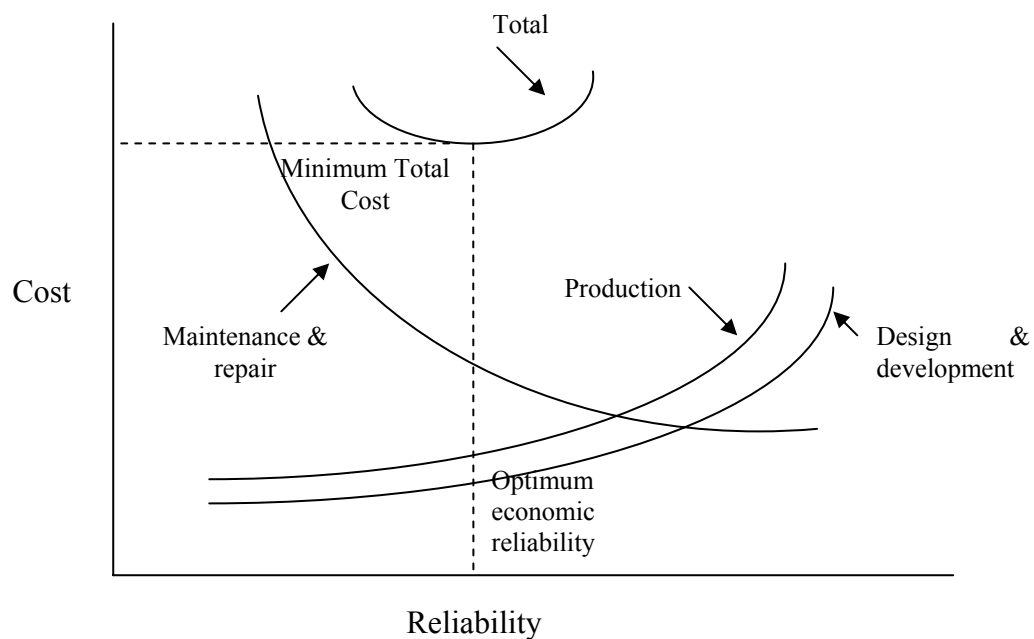 Total
Minimum Total
Cost
Cost
Production
Maintenance &
repair
Design &
development
Optimum
economic
reliability
Reliability